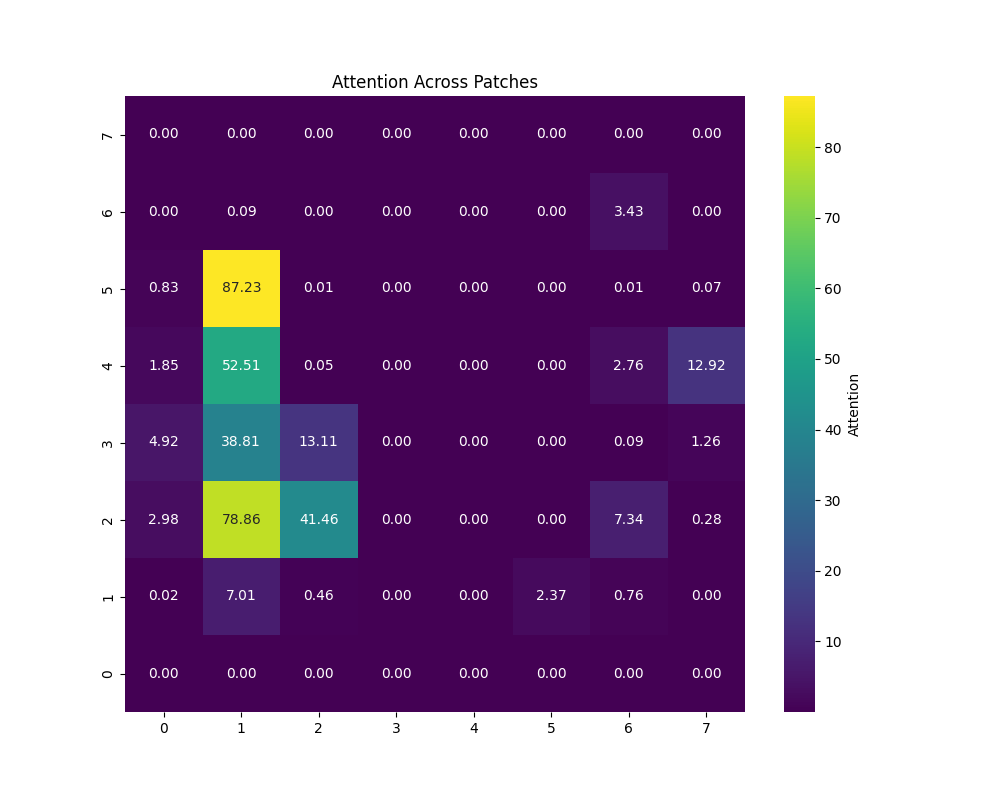 Attention Across Patches
7 0.00 0.00 0.00 0.00 0.00 0.00 0.00 0.00
6 0.00 0.09 0.00 0.00 0.00 0.00 3.43 0.00
5 0.83 87.23 0.01 0.00 0.00 0.00 0.01 0.07
4 1.85 52.51 0.05 0.00 0.00 0.00 2.76 12.92
3 4.92 38.81 13.11 0.00 0.00 0.00 0.09 1.26
2 2.98 78.86 41.46 0.00 0.00 0.00 7.34 0.28
1 0.02 7.01 0.46 0.00 0.00 2.37 0.76 0.00
0 0.00 0.00 0.00 0.00 0.00 0.00 0.00 0.00
0 1 2 3 4 5 6 7
80
70
60
50
40
30
20
10
Attention